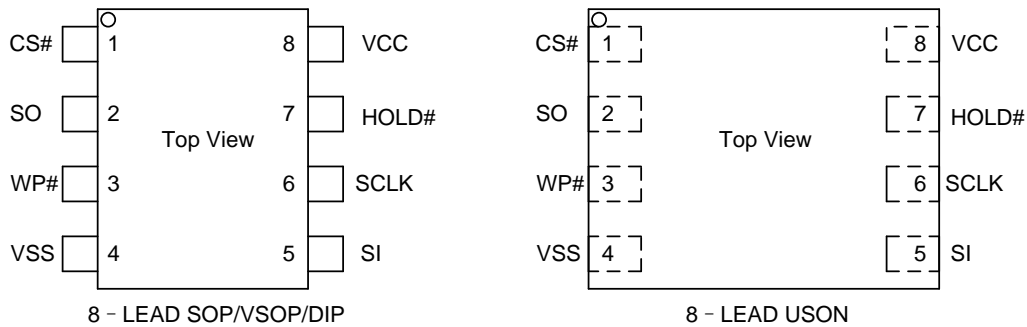 CS# 1 8 VCC
SO 2 7 HOLD#
Top View
WP# 3 6 SCLK
VSS 4 5 SI
8 - LEAD SOP/VSOP/DIP
CS# 1 8 VCC
SO 2 7 HOLD#
Top View
WP# 3 6 SCLK
VSS 4 5 SI
8 - LEAD USON